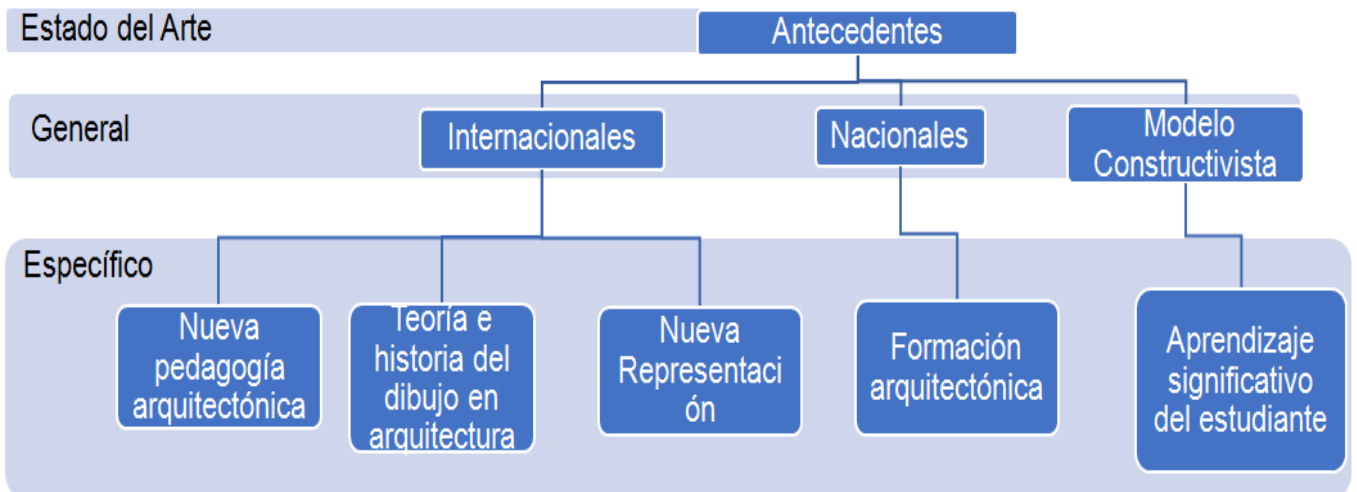 Estado del Arte
Antecedentes
General
Internacionales
Nacionales
Modelo
Constructivista
Específico
Nueva
pedagogía
arquitectónica
Teoría e
historia del
dibujo en
arquitectura
Nueva
Representaci
ón
Formación
arquitectónica
Aprendizaje
significativo
del estudiante